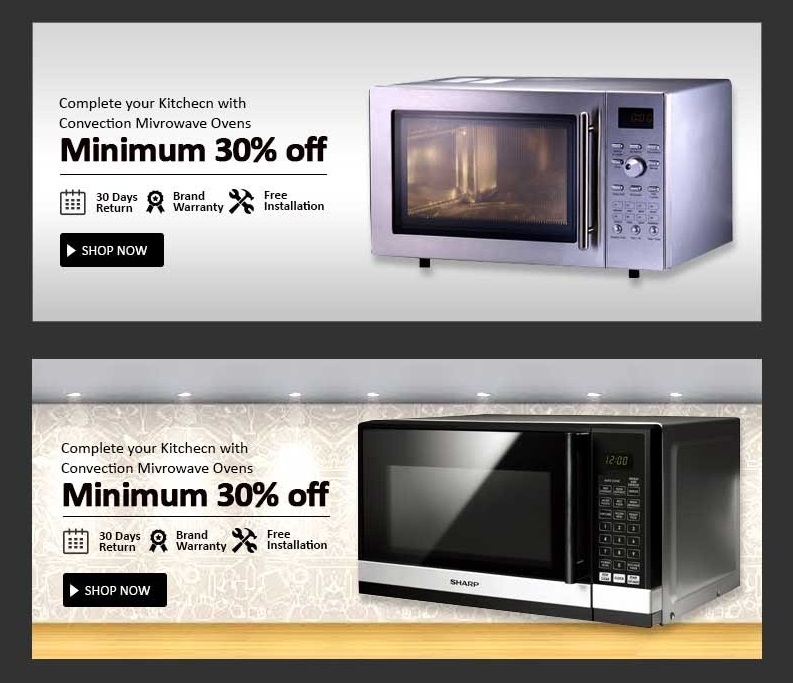 Complete your Kitchecn with
Convection Mivrowave Ovens
Minimum 30% off
30 Days
Return
Brand
Warranty
Free
Installation
SHOP NOW
Complete your Kitchecn with
Convection Mivrowave Ovens
Minimum 30% off
30 Days
Return
Brand
Warranty
Free
Installation
SHOP NOW
12:00
SHARP